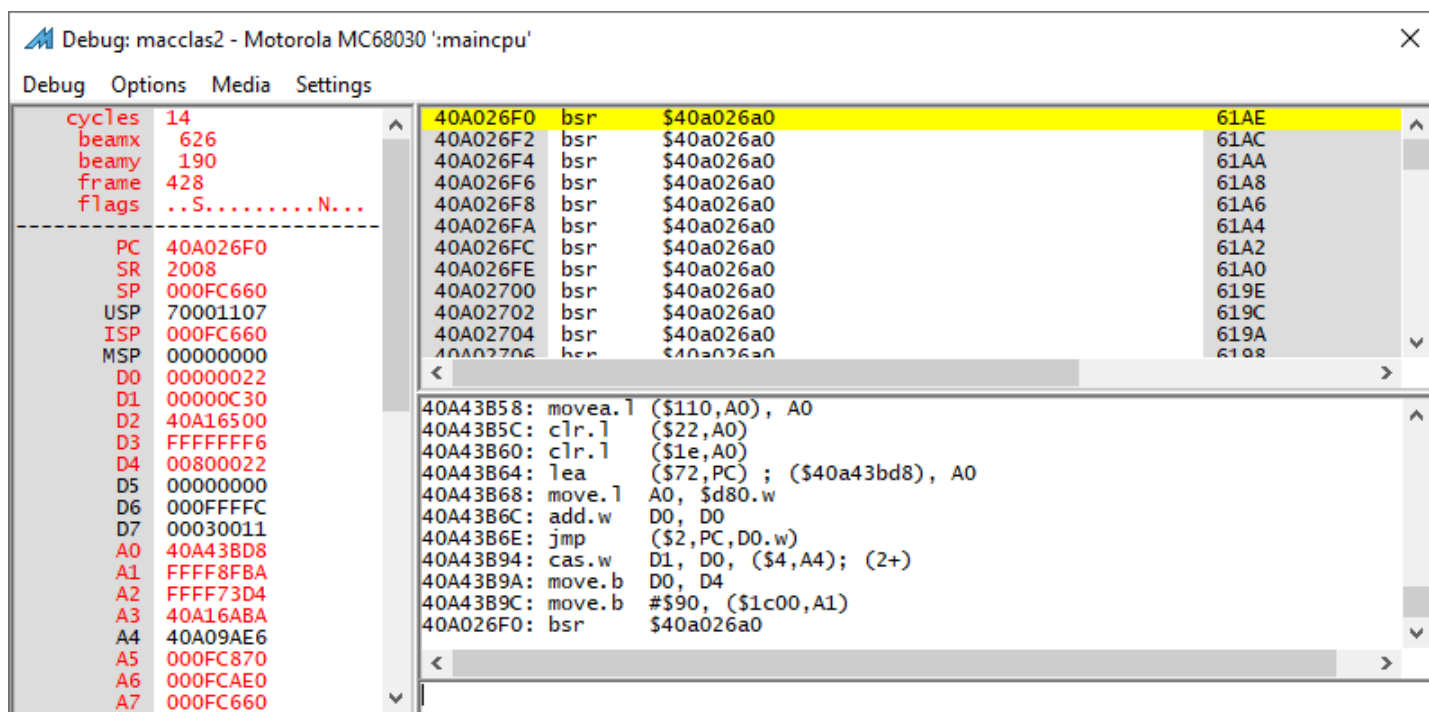 Debug: macclas2 - Motorola MC68030 ':maincpu'
Debug Options Media Settings
cycles 14
beamx 626
beamy 190
frame 428
flags ..S.........N...
-----------------------------
PC 40A026F0
SR 2008
SP 000FC660
USP 70001107
ISP 000FC660
MSP 00000000
D0 00000022
D1 00000C30
D2 40A16500
D3 FFFFFFF6
D4 00800022
D5 00000000
D6 000FFFFC
D7 00030011
A0 40A43BD8
A1 FFFF8FBA
A2 FFFF73D4
A3 40A16ABA
A4 40A09AE6
A5 000FC870
A6 000FCAE0
A7 000FC660
40A026F0 bsr $40a026a0 61AE
40A026F2 bsr $40a026a0 61AC
40A026F4 bsr $40a026a0 61AA
40A026F6 bsr $40a026a0 61A8
40A026F8 bsr $40a026a0 61A6
40A026FA bsr $40a026a0 61A4
40A026FC bsr $40a026a0 61A2
40A026FE bsr $40a026a0 61A0
40A02700 bsr $40a026a0 619E
40A02702 bsr $40a026a0 619C
40A02704 bsr $40a026a0 619A
40A02706 bsr $40a026a0 6198
40A43B58: movea.l ($110,A0), A0
40A43B5C: clr.l ($22,A0)
40A43B60: clr.l ($1e,A0)
40A43B64: lea ($72,PC) ; ($40a43bd8), A0
40A43B68: move.l A0, $d80.w
40A43B6C: add.w D0, D0
40A43B6E: jmp ($2,PC,D0.w)
40A43B94: cas.w D1, D0, ($4,A4); (2+)
40A43B9A: move.b D0, D4
40A43B9C: move.b #$90, ($1c00,A1)
40A026F0: bsr $40a026a0